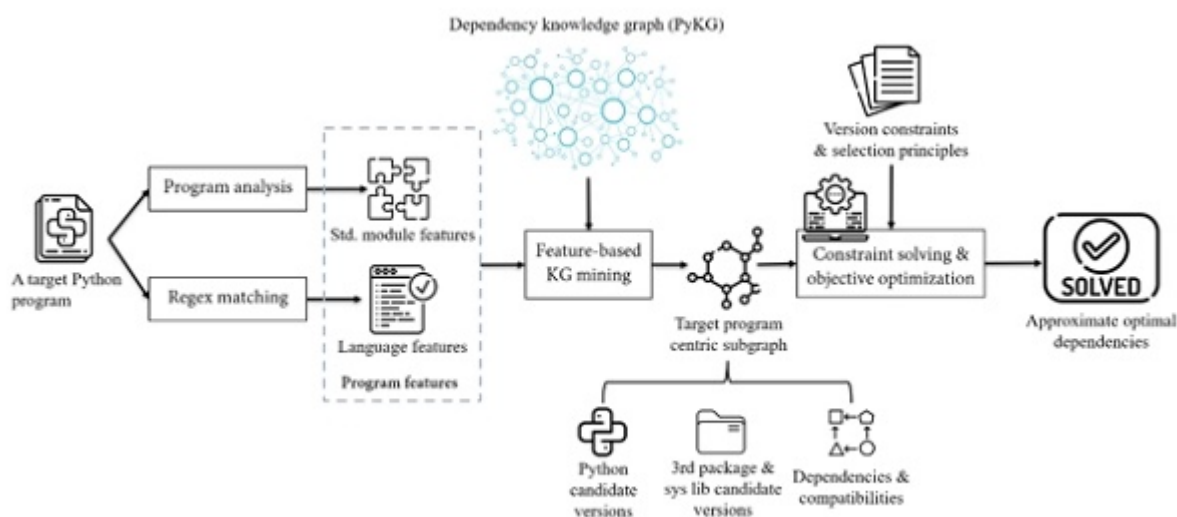 Dependency knowledge graph (PyKG)
Version constraints
& selection principles
Program analysis
Std. module features
A target Python
program
Regex matching
Language features
Program features
Feature-based
KG mining
Target program
centric subgraph
Constraint solving &
objective optimization
SOLVED
Approximate optimal
dependencies
Python
candidate
versions
3rd package &
sys lib candidate
versions
Dependencies &
compatibilities